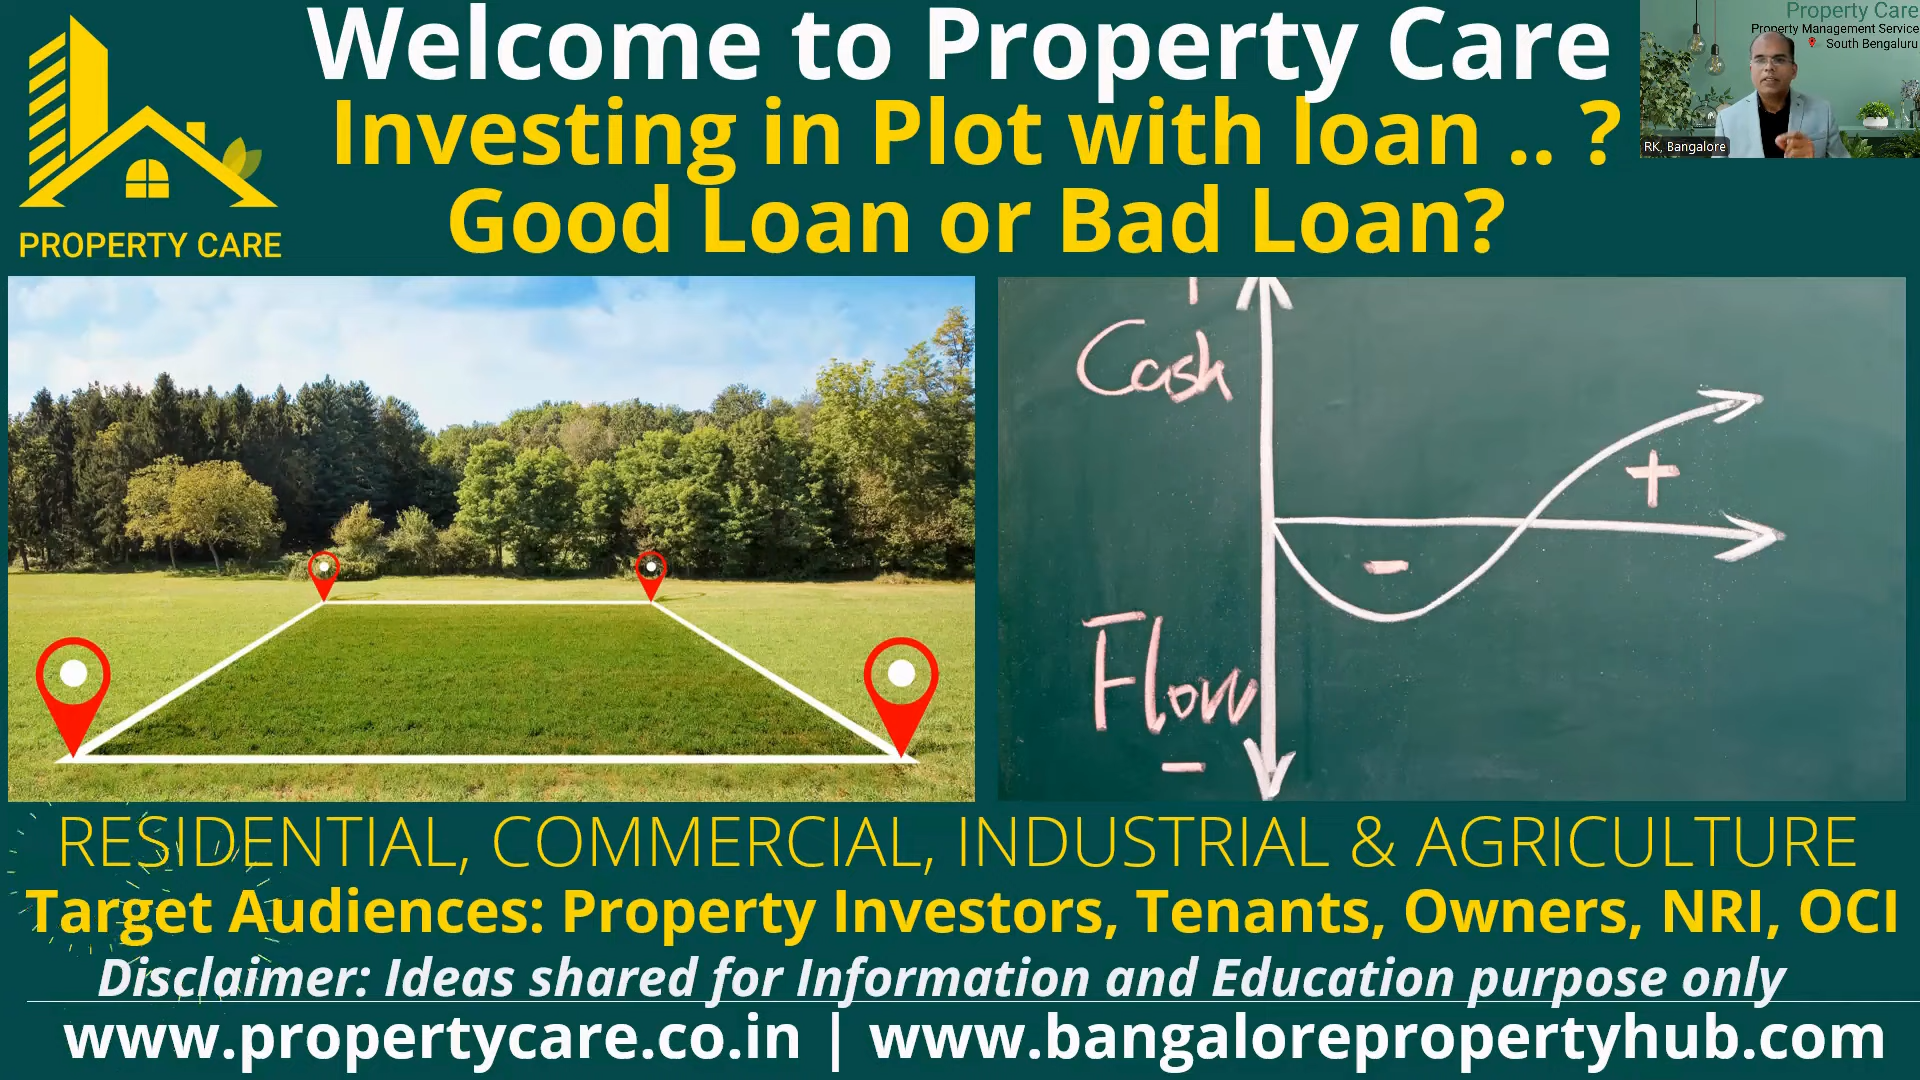 Welcome to Property Care
Investing in Plot with loan .. ?
Good Loan or Bad Loan?
PROPERTY CARE
Property Care
Property Management Service
South Bengaluru
RK, Bangalore
Cash
+
-
Flow
-
RESIDENTIAL, COMMERCIAL, INDUSTRIAL & AGRICULTURE
Target Audiences: Property Investors, Tenants, Owners, NRI, OCI
Disclaimer: Ideas shared for Information and Education purpose only
www.propertycare.co.in | www.bangalorepropertyhub.com